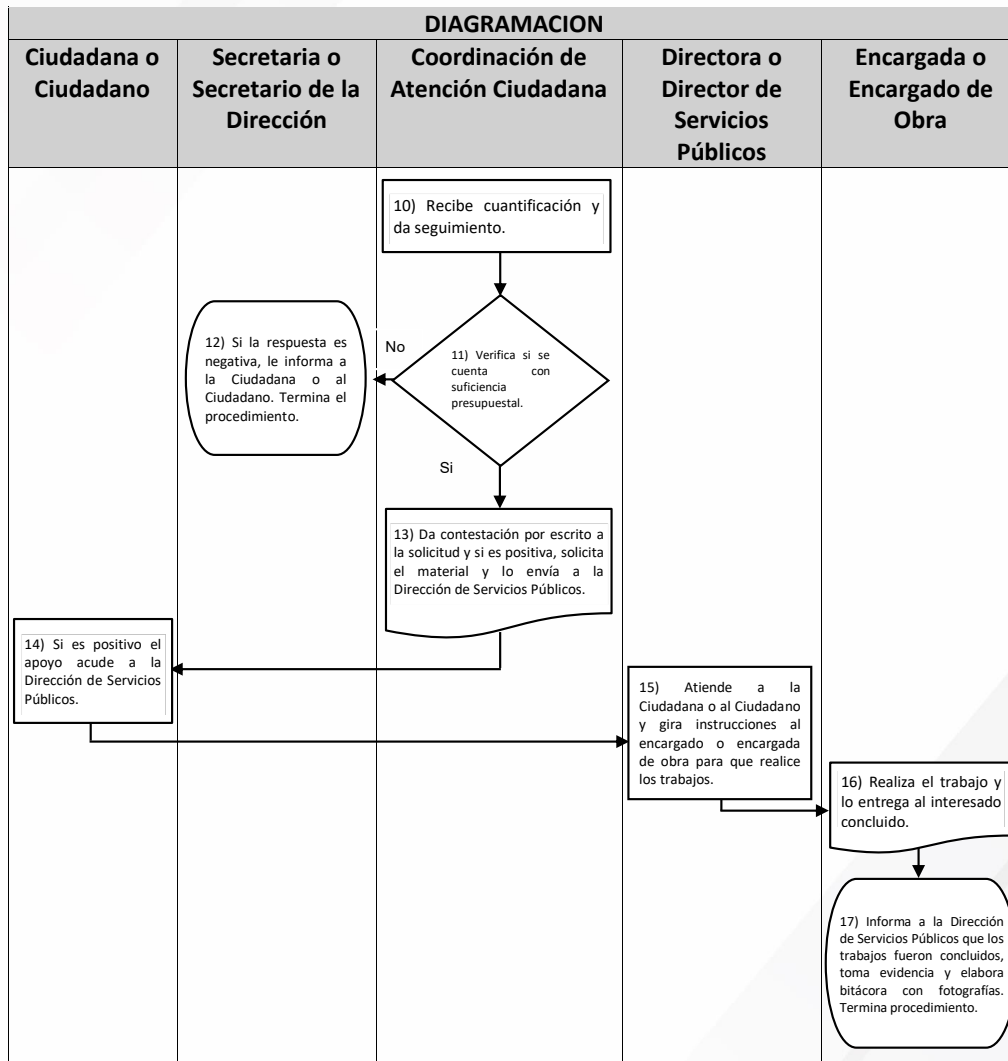 DIAGRAMACION
Ciudadana o
Ciudadano
Secretaria o
Secretario de la
Dirección
Coordinación de
Atención Ciudadana
Directora o
Director de
Servicios
Públicos
Encargada o
Encargado de
Obra
10) Recibe cuantificación y
da seguimiento.
11) Verifica si se
cuenta con
suficiencia
presupuestal.
No
12) Si la respuesta es
negativa, le informa a
la Ciudadana o al
Ciudadano. Termina el
procedimiento.
Si
13) Da contestación por escrito a
la solicitud y si es positiva, solicita
el material y lo envía a la
Dirección de Servicios Públicos.
14) Si es positivo el
apoyo acude a la
Dirección de Servicios
Públicos.
15) Atiende a la
Ciudadana o al Ciudadano
y gira instrucciones al
encargado o encargada
de obra para que realice
los trabajos.
16) Realiza el trabajo y
lo entrega al interesado
concluido.
17) Informa a la Dirección
de Servicios Públicos que los
trabajos fueron concluidos,
toma evidencia y elabora
bitácora con fotografías.
Termina procedimiento.